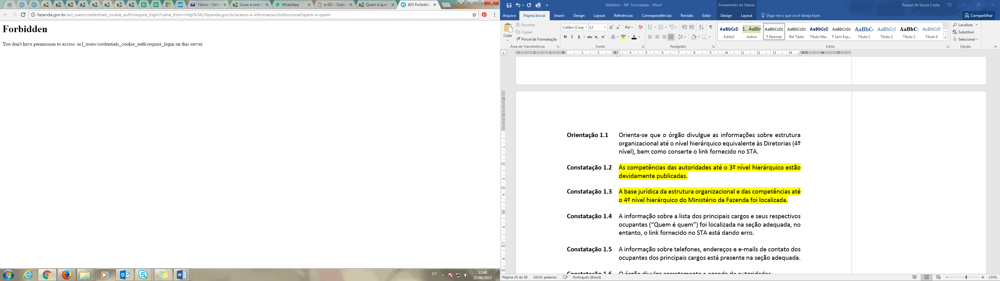 Yahoo - Yaho
Guias e orient
WhatsApp
e-SIC - Sistem
Quem é quem
403 Forbidde
fazenda.gov.br/acl_users/credentials_cookie_auth/require_login?came_from=http%3A//fazenda.gov.br/acesso-a-informacao/institucional/quem-e-quem
Forbidden
You don't have permission to access /acl_users/credentials_cookie_auth/require_login on this server.
PT
12:40
27/06/2017
Relatório - MF Formatado - Word
Ferramentas de Tabela
Raquel de Souza Costa
Arquivo Página Inicial Inserir Design Layout Referências Correspondências Revisão Exibir Design Layout Diga-me o que você deseja fazer Compartilhar
Colar
Recortar
Copiar
Pincel de Formatação
Área de Transferência
Calibri (Corp 12
N I S abc x₂ x²
Fonte
Parágrafo
AaBbCcD 1. AaBb AaBbCcDc AaBbCcDc AaBbCcD AaBbCcDc AaBbC AaBbCcI AaBbC AaBbCcD
Estilo2 índice ¶ Normal Rel Texto Título Ma... ¶ Sem Esp... Título 1 Título 2 Título 3 Título 4
Estilo
Localizar
Substituir
Selecionar
Edição
Orientação 1.1 Orienta-se que o órgão divulgue as informações sobre estrutura
organizacional até o nível hierárquico equivalente às Diretorias (4º
nível), bem como conserte o link fornecido no STA.
Constatação 1.2 As competências das autoridades até o 3º nível hierárquico estão
devidamente publicadas.
Constatação 1.3 A base jurídica da estrutura organizacional e das competências até
o 4º nível hierárquico do Ministério da Fazenda foi localizada.
Constatação 1.4 A informação sobre a lista dos principais cargos e seus respectivos
ocupantes (“Quem é quem”) foi localizada na seção adequada, no
entanto, o link fornecido no STA está dando erro.
Constatação 1.5 A informação sobre telefones, endereços e e-mails de contato dos
ocupantes dos principais cargos está presente na seção adequada.
Constatação 1.6 O órgão divulga corretamente a agenda de autoridades
Página 25 de 50 10141 palavras Português (Brasil) 135%